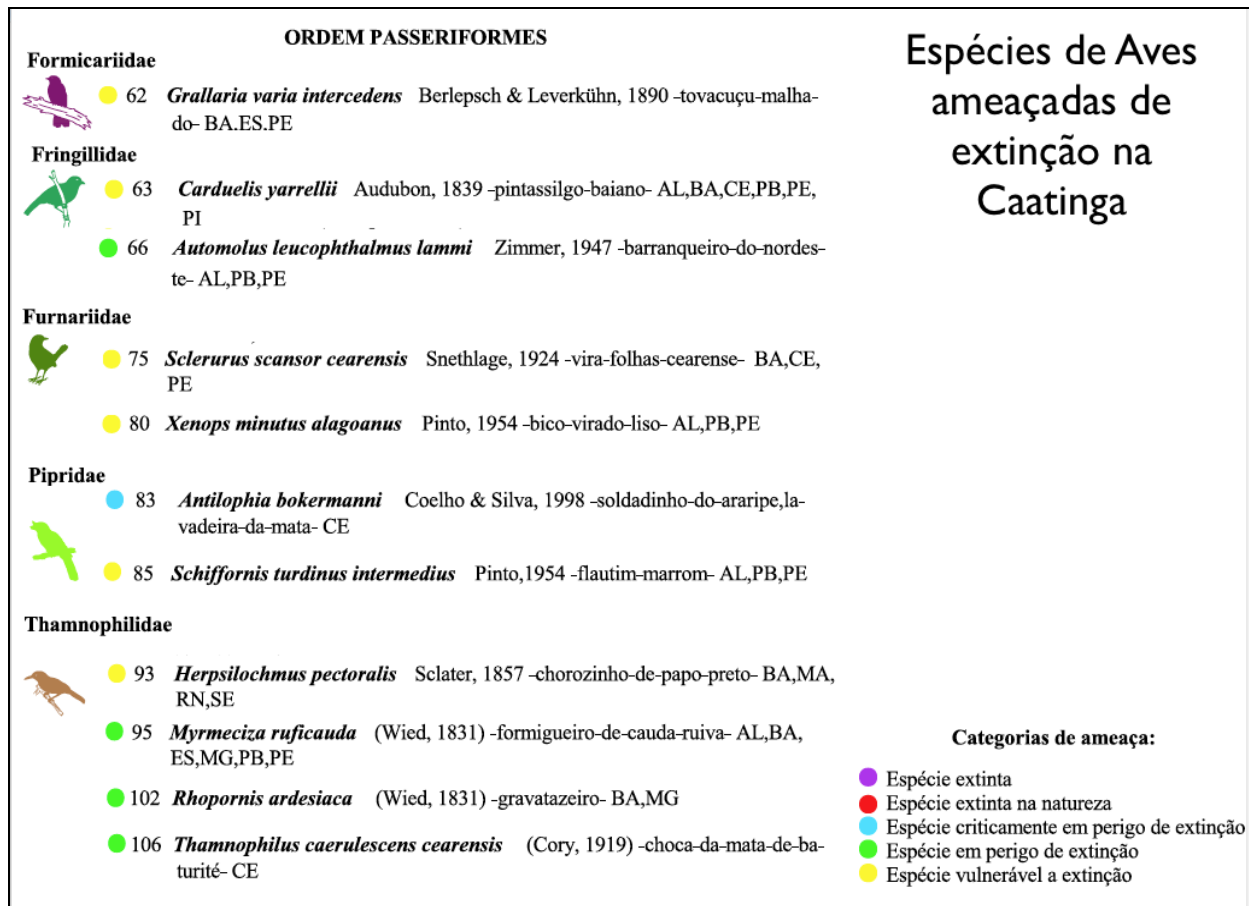 ORDEM PASSERIFORMES
Formicariidae
62 Grallaria varia intercedens Berlepsch & Leverkühn, 1890 -tovacuçu-malha-
do- BA.ES.PE
Fringillidae
63 Carduelis yarrellii Audubon, 1839 -pintassilgo-baiano- AL,BA,CE,PB,PE,
PI
66 Automolus leucophthalmus lammi Zimmer, 1947 -barranqueiro-do-nordes-
te- AL,PB,PE
Furnariidae
75 Sclerurus scansor cearensis Snethlage, 1924 -vira-folhas-cearense- BA,CE,
PE
80 Xenops minutus alagoanus Pinto, 1954 -bico-virado-liso- AL,PB,PE
Pipridae
83 Antilophia bokermanni Coelho & Silva, 1998 -soldadinho-do-araripe,la-
vadeira-da-mata- CE
85 Schiffornis turdinus intermedius Pinto,1954 -flautim-marrom- AL,PB,PE
Thamnophilidae
93 Herpsilochmus pectoralis Sclater, 1857 -chorozinho-de-papo-preto- BA,MA,
RN,SE
95 Myrmeciza ruficauda (Wied, 1831) -formigueiro-de-cauda-ruiva- AL,BA,
ES,MG,PB,PE
102 Rhopornis ardesiaca (Wied, 1831) -gravatazeiro- BA,MG
106 Thamnophilus caerulescens cearensis (Cory, 1919) -choca-da-mata-de-ba-
turité- CE
Espécies de Aves
ameaçadas de
extinção na
Caatinga
Categorias de ameaça:
Espécie extinta
Espécie extinta na natureza
Espécie criticamente em perigo de extinção
Espécie em perigo de extinção
Espécie vulnerável a extinção